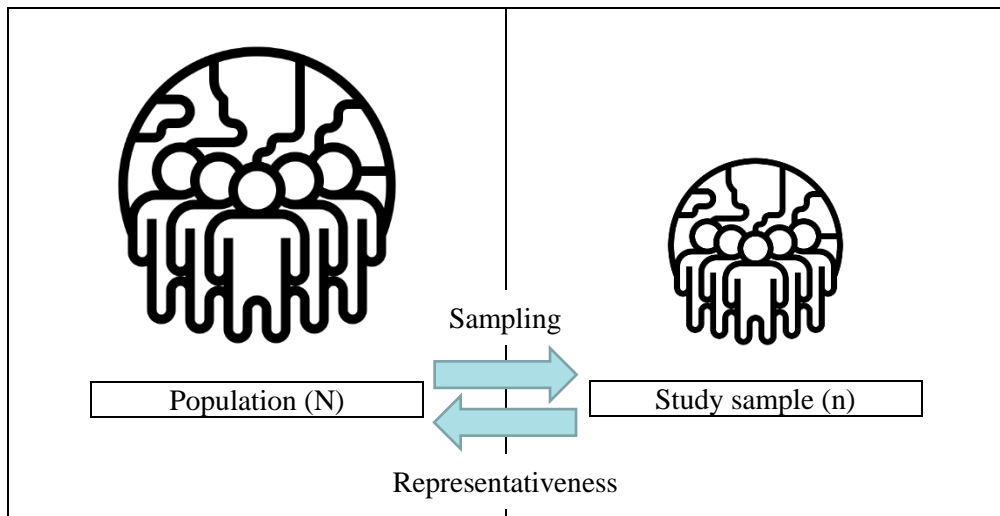 Sampling
Population (N)
Study sample (n)
Representativeness